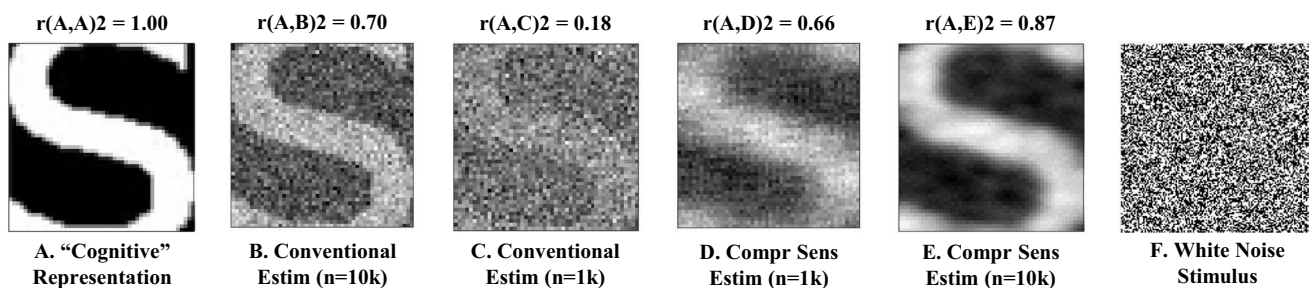 r(A,A)2 = 1.00
r(A,B)2 = 0.70
r(A,C)2 = 0.18
r(A,D)2 = 0.66
r(A,E)2 = 0.87
A. “Cognitive”
Representation
B. Conventional
Estim (n=10k)
C. Conventional
Estim (n=1k)
D. Compr Sens
Estim (n=1k)
E. Compr Sens
Estim (n=10k)
F. White Noise
Stimulus